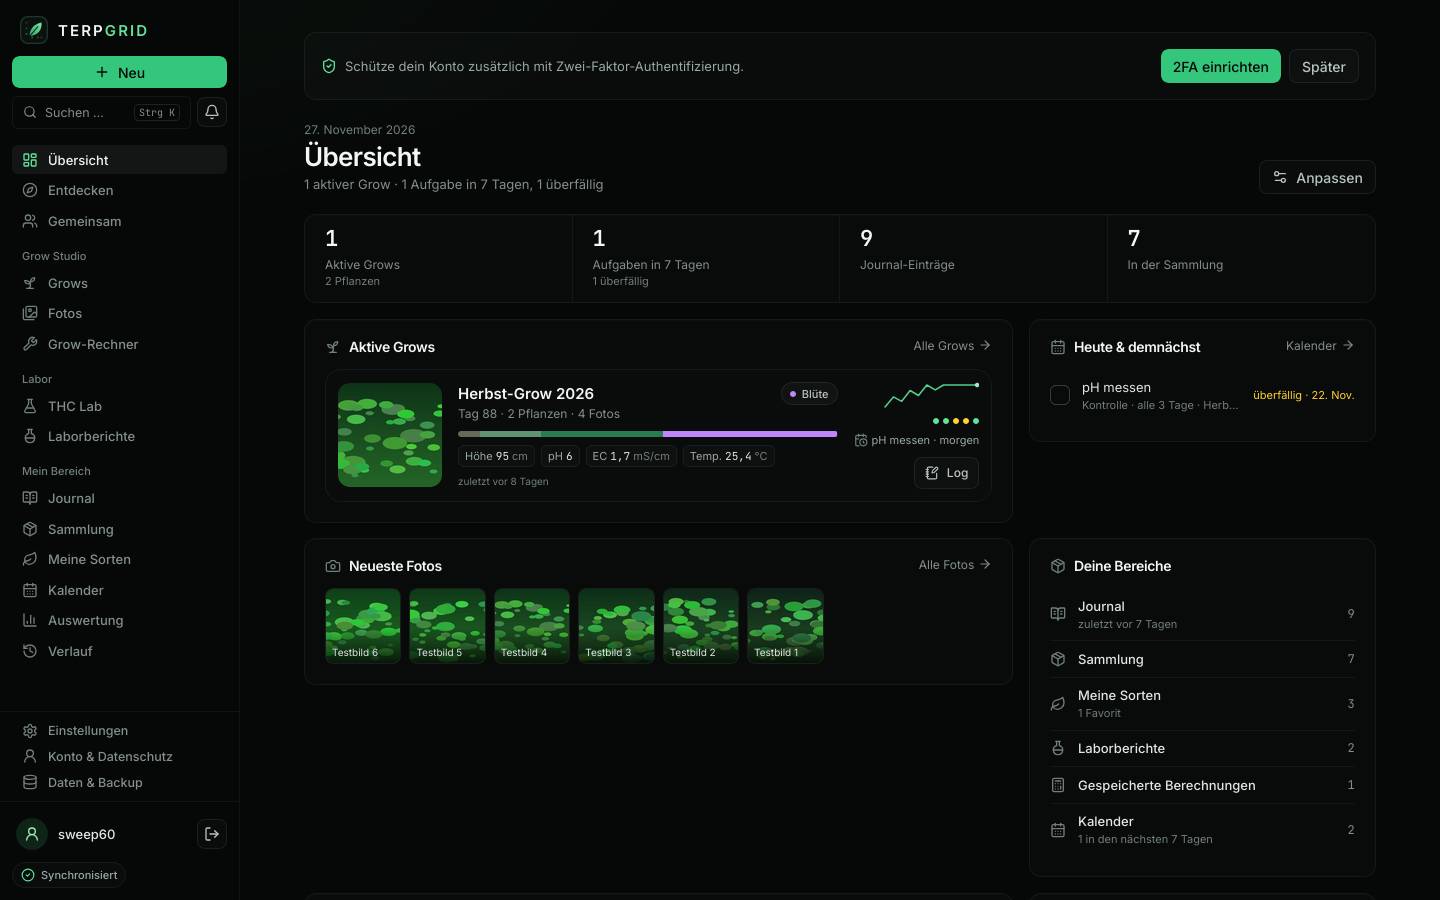 TERPGRID
Neu
Suchen ... Strg K
Übersicht
Entdecken
Gemeinsam
Grow Studio
Grows
Fotos
Grow-Rechner
Labor
THC Lab
Laborberichte
Mein Bereich
Journal
Sammlung
Meine Sorten
Kalender
Auswertung
Verlauf
Einstellungen
Konto & Datenschutz
Daten & Backup
sweep60
Synchronisiert
Schütze dein Konto zusätzlich mit Zwei-Faktor-Authentifizierung.
2FA einrichten
Später
27. November 2026
Übersicht
1 aktiver Grow · 1 Aufgabe in 7 Tagen, 1 überfällig
Anpassen
1
Aktive Grows
2 Pflanzen
1
Aufgaben in 7 Tagen
1 überfällig
9
Journal-Einträge
7
In der Sammlung
Aktive Grows
Alle Grows
Herbst-Grow 2026
Blüte
Tag 88 · 2 Pflanzen · 4 Fotos
Höhe 95 cm pH 6 EC 1,7 mS/cm Temp. 25,4 °C
zuletzt vor 8 Tagen
pH messen · morgen
Log
Heute & demnächst
Kalender
pH messen
Kontrolle · alle 3 Tage · Herb...
überfällig · 22. Nov.
Neueste Fotos
Alle Fotos
Testbild 6 Testbild 5 Testbild 4 Testbild 3 Testbild 2 Testbild 1
Deine Bereiche
Journal 9
zuletzt vor 7 Tagen
Sammlung 7
Meine Sorten 3
1 Favorit
Laborberichte 2
Gespeicherte Berechnungen 1
Kalender 2
1 in den nächsten 7 Tagen